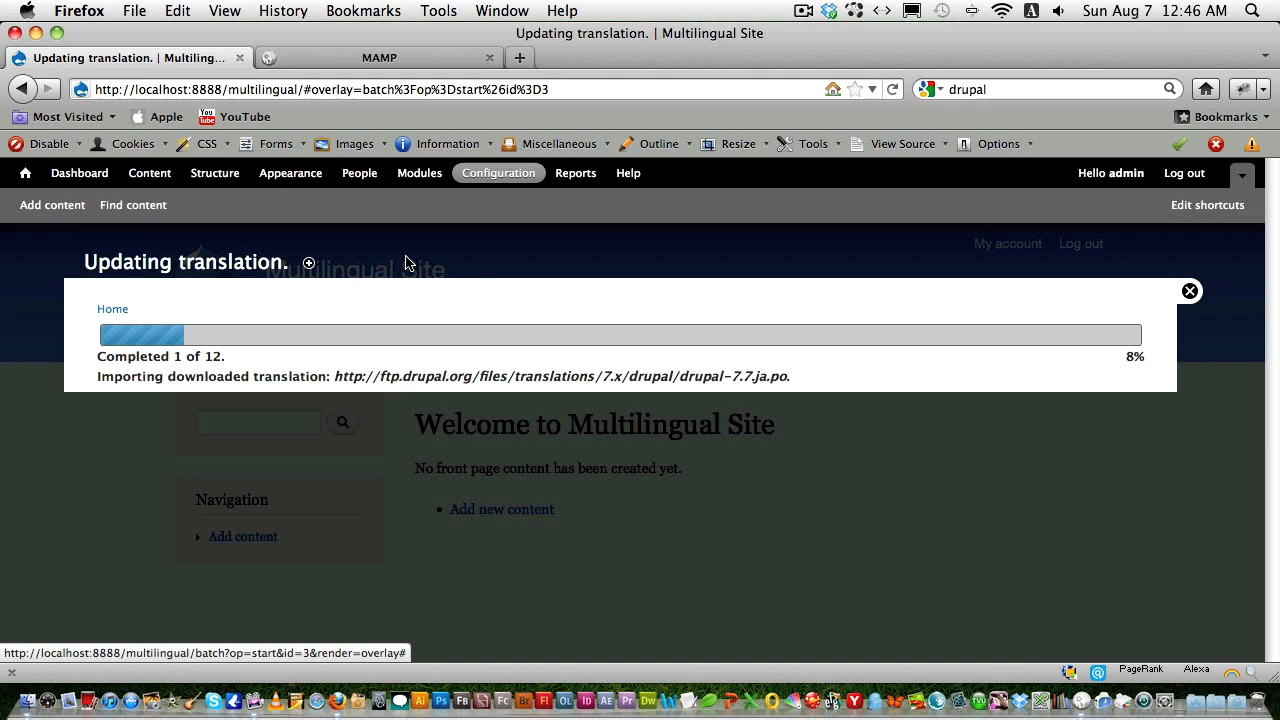 Firefox File Edit View History Bookmarks Tools Window Help Sun Aug 7 12:46 AM
Updating translation. | Multilingual Site
Updating translation. | Multiling... MAMP
http://localhost:8888/multilingual/#overlay=batch%3Fop%3Dstart%26id%3D3 drupal
Most Visited Apple YouTube Bookmarks
Disable Cookies CSS Forms Images Information Miscellaneous Outline Resize Tools View Source Options
Dashboard Content Structure Appearance People Modules Configuration Reports Help Hello admin Log out
Add content Find content Edit shortcuts
My account Log out
Updating translation.
Multilingual Site
Home
Completed 1 of 12. 8%
Importing downloaded translation: http://ftp.drupal.org/files/translations/7.x/drupal/drupal-7.7.ja.po.
Welcome to Multilingual Site
No front page content has been created yet.
Navigation
Add new content
Add content
http://localhost:8888/multilingual/batch?op=start&id=3&render=overlay#
PageRank Alexa